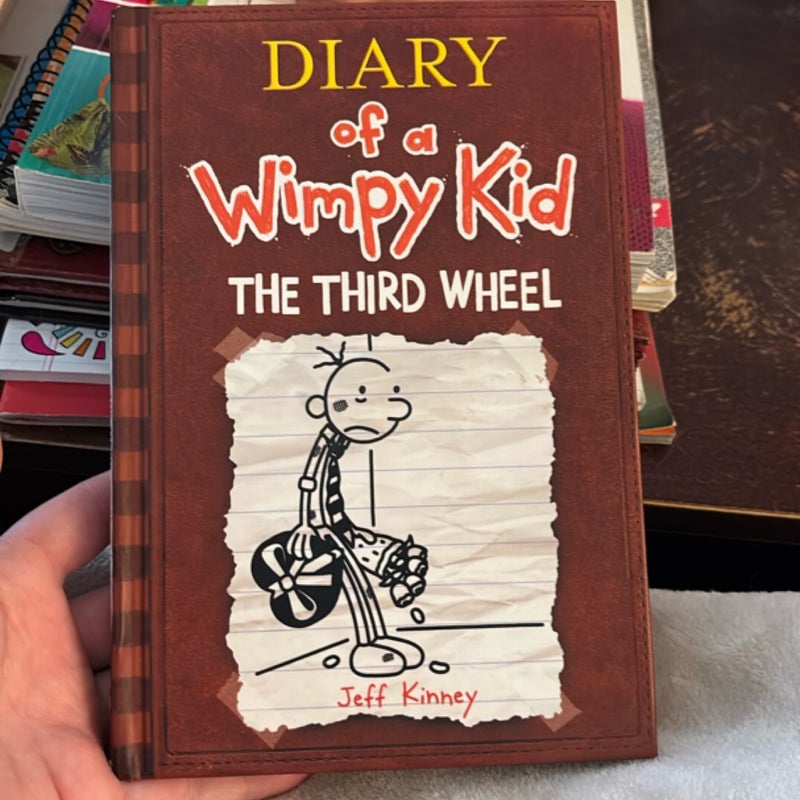 DIARY
of a
Wimpy Kid
THE THIRD WHEEL
Jeff Kinney